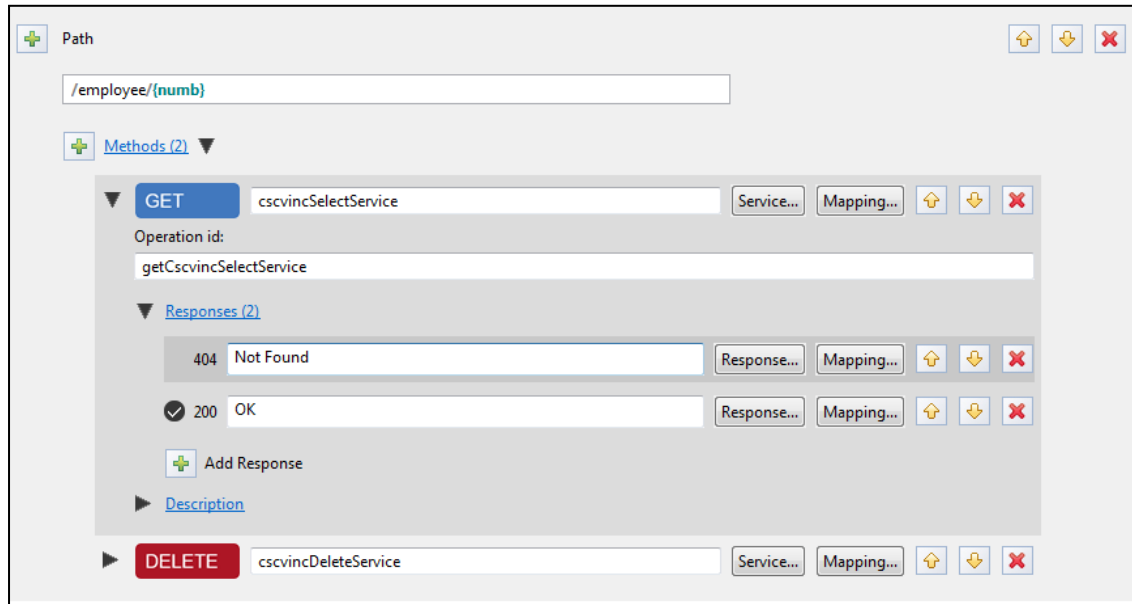 Path
/employee/{numb}
Methods (2)
GET cscvincSelectService Service... Mapping...
Operation id:
getCscvincSelectService
Responses (2)
404 Not Found Response... Mapping...
200 OK Response... Mapping...
Add Response
Description
DELETE cscvincDeleteService Service... Mapping...